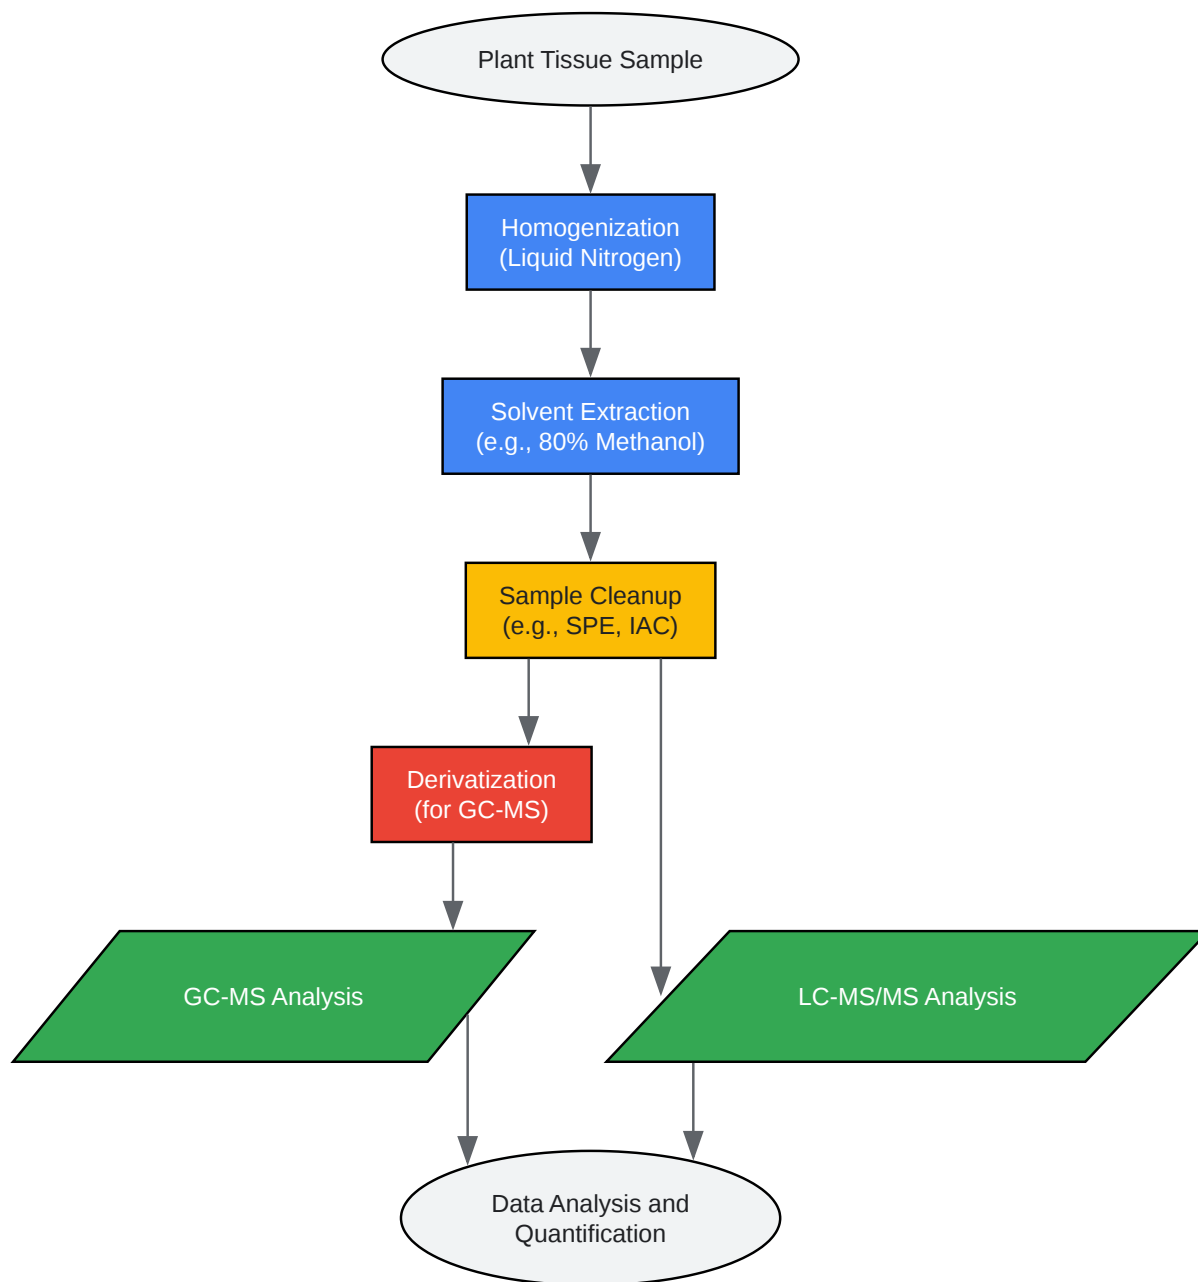 Plant Tissue Sample
Homogenization
(Liquid Nitrogen)
Solvent Extraction
(e.g., 80% Methanol)
Sample Cleanup
(e.g., SPE, IAC)
Derivatization
(for GC-MS)
GC-MS Analysis
LC-MS/MS Analysis
Data Analysis and
Quantification